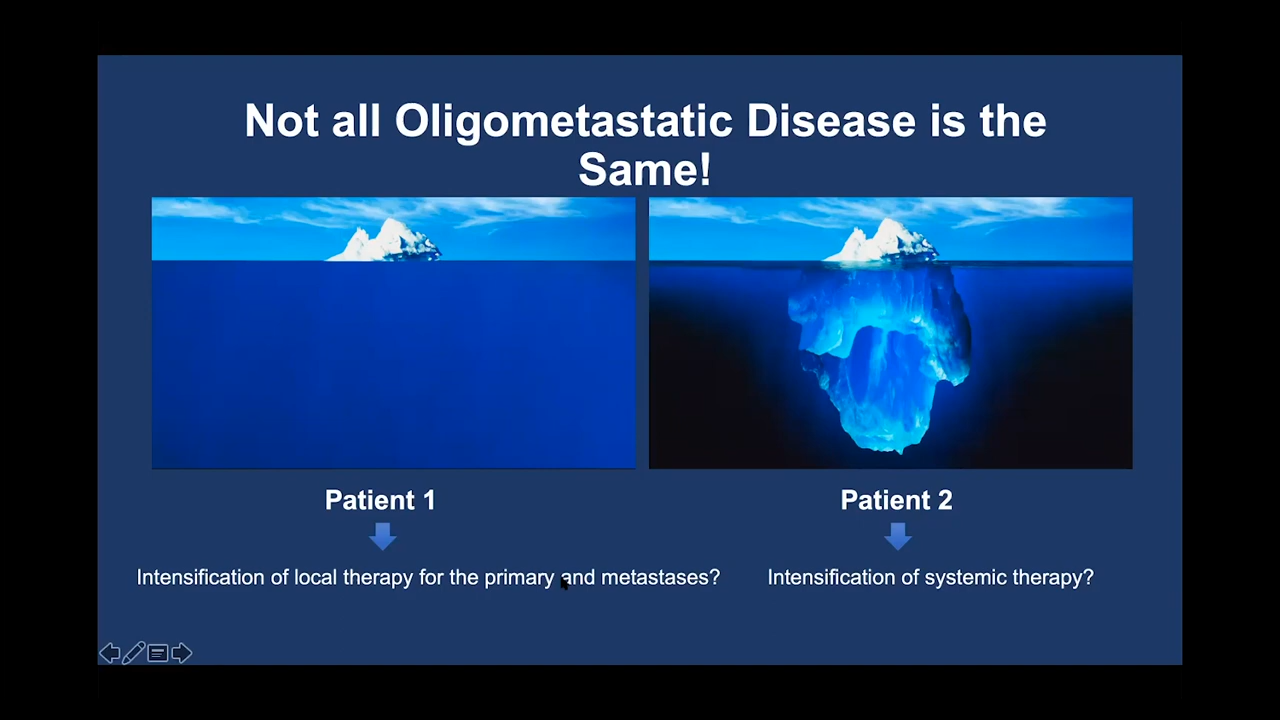 Not all Oligometastatic Disease is the
Same!
Patient 1
Patient 2
Intensification of local therapy for the primary and metastases?
Intensification of systemic therapy?